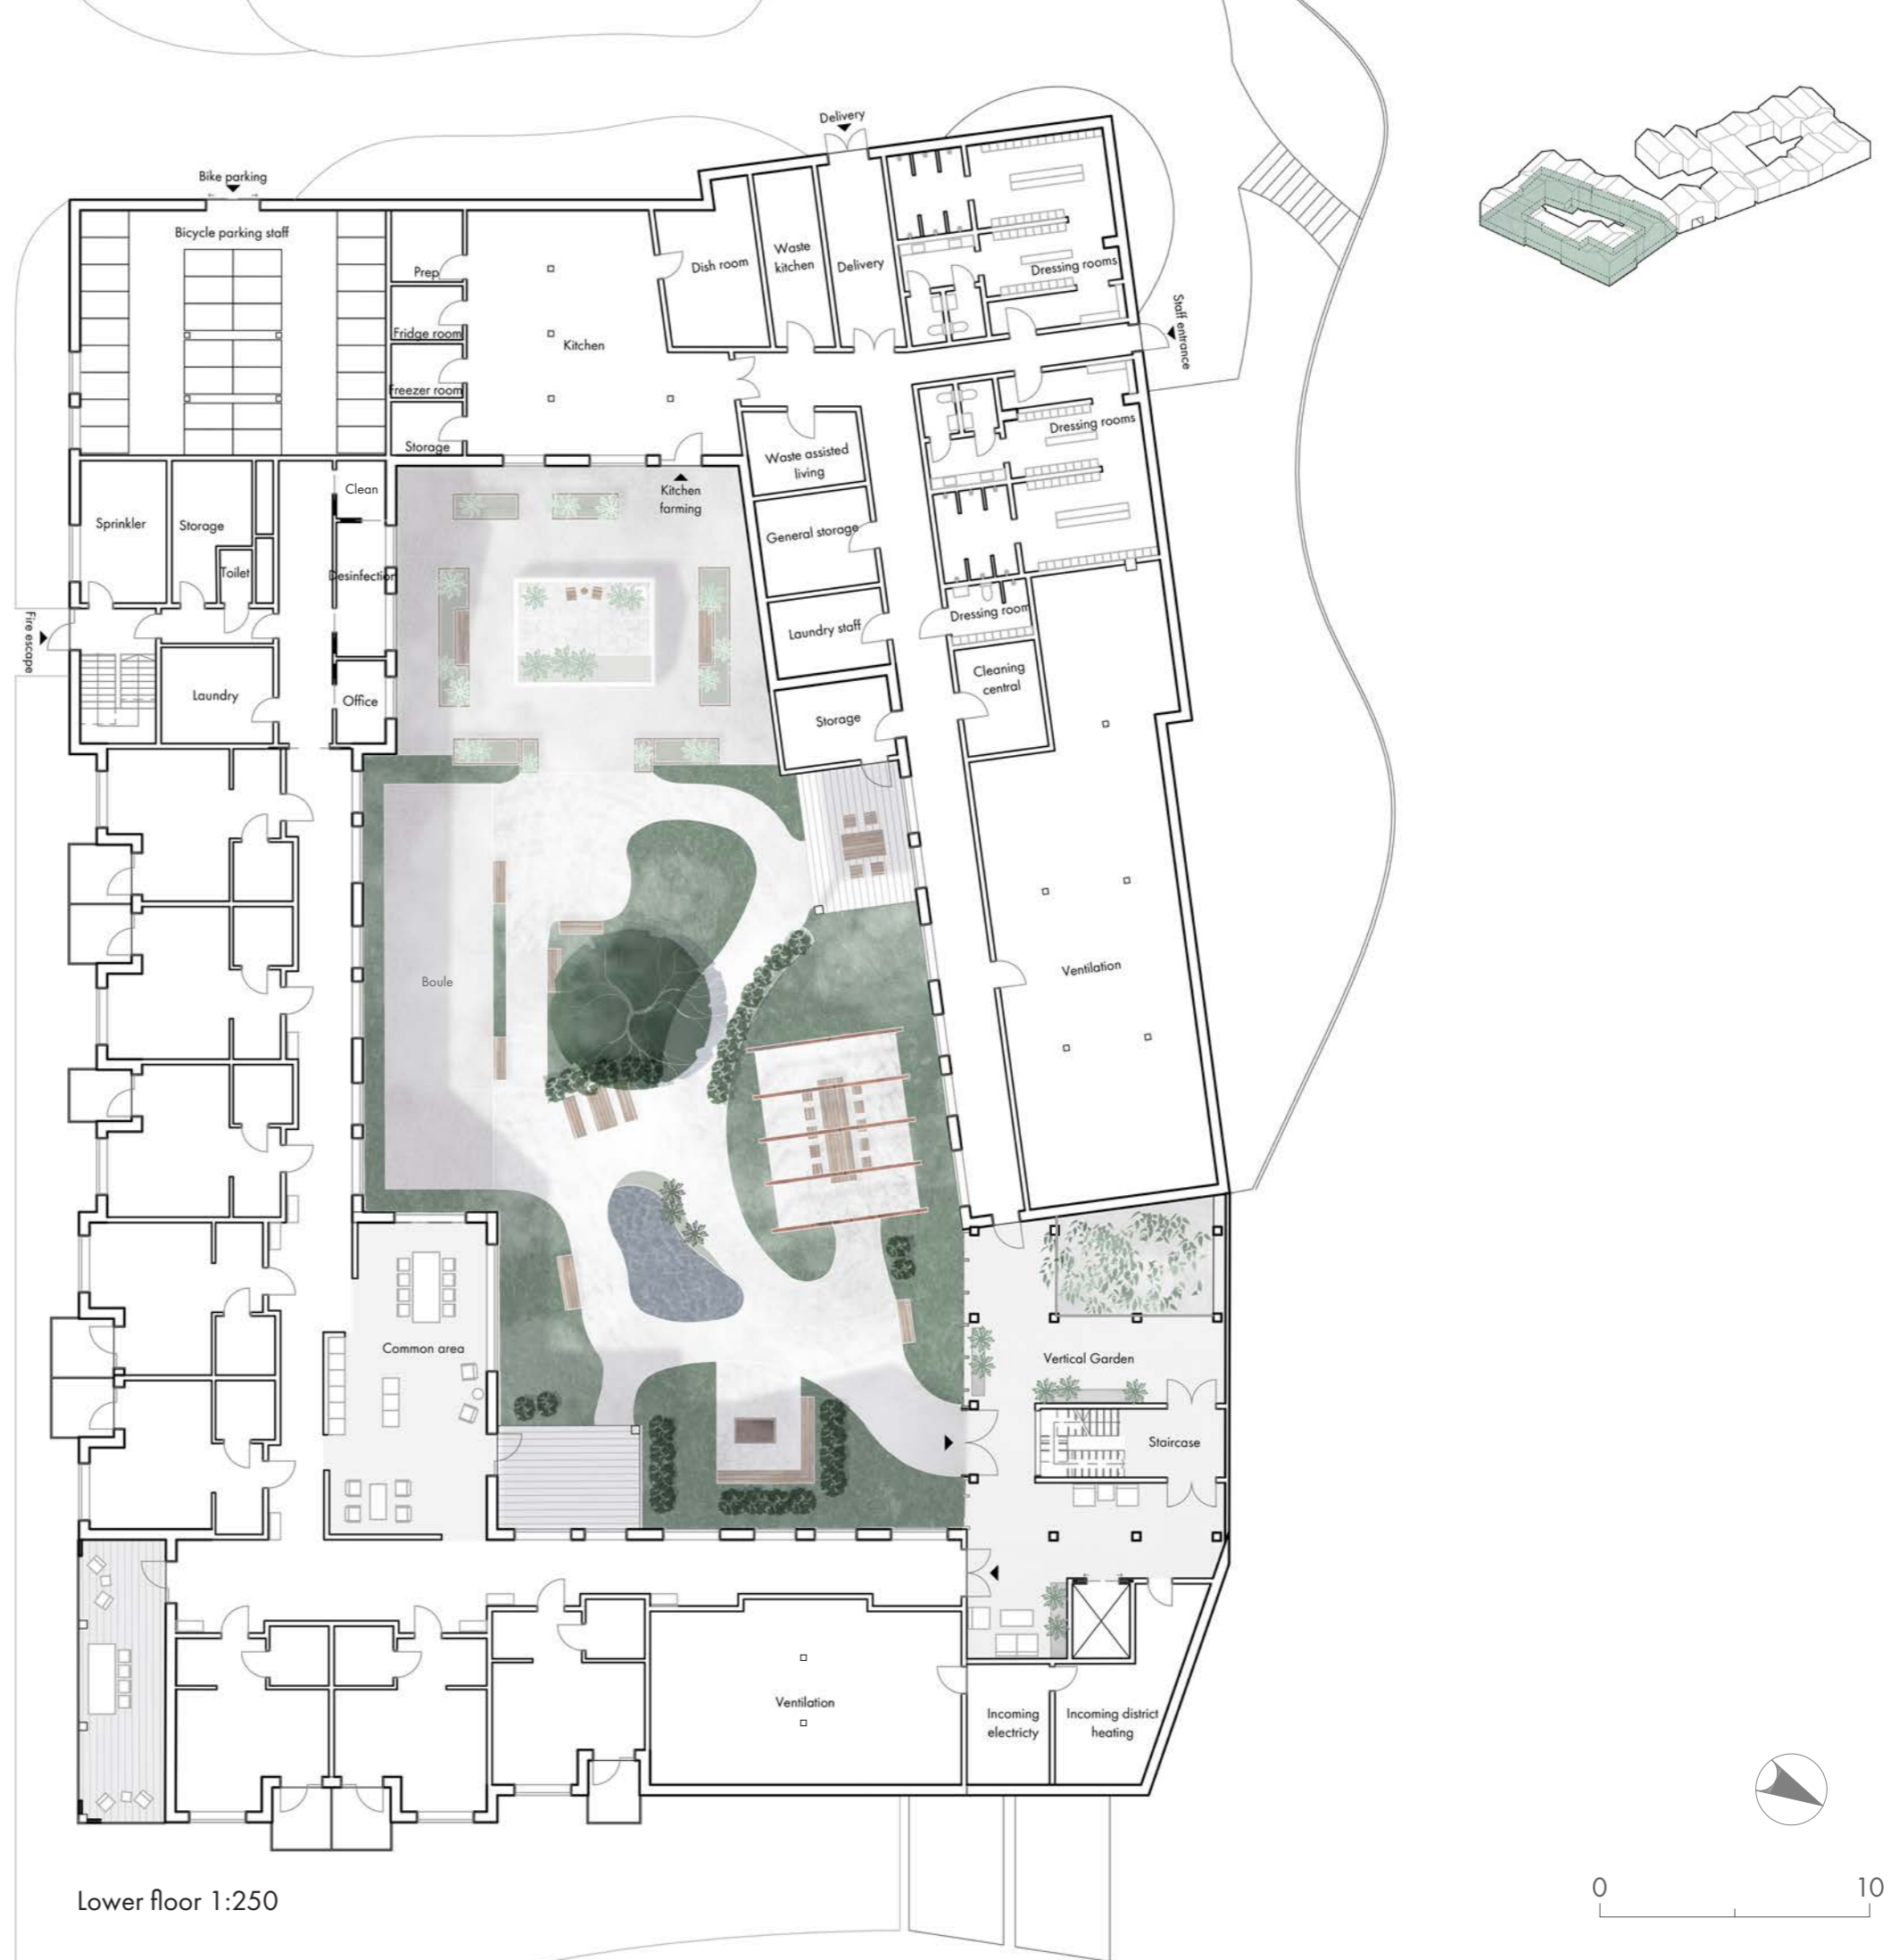 Delivery
Bike parking
Bicycle parking staff
Prep
Fridge room
Freezer room
Storage
Kitchen
Dish room
Waste
kitchen
Delivery
Dressing rooms
Staff entrance
Dressing rooms
Waste assisted
living
General storage
Laundry staff
Storage
Dressing room
Cleaning
central
Kitchen
farming
Sprinkler
Storage
Toilet
Clean
Desinfection
Fire escape
Laundry
Office
Boule
Ventilation
Common area
Vertical Garden
Staircase
Ventilation
Incoming
electricty
Incoming district
heating
Lower floor 1:250
0
10